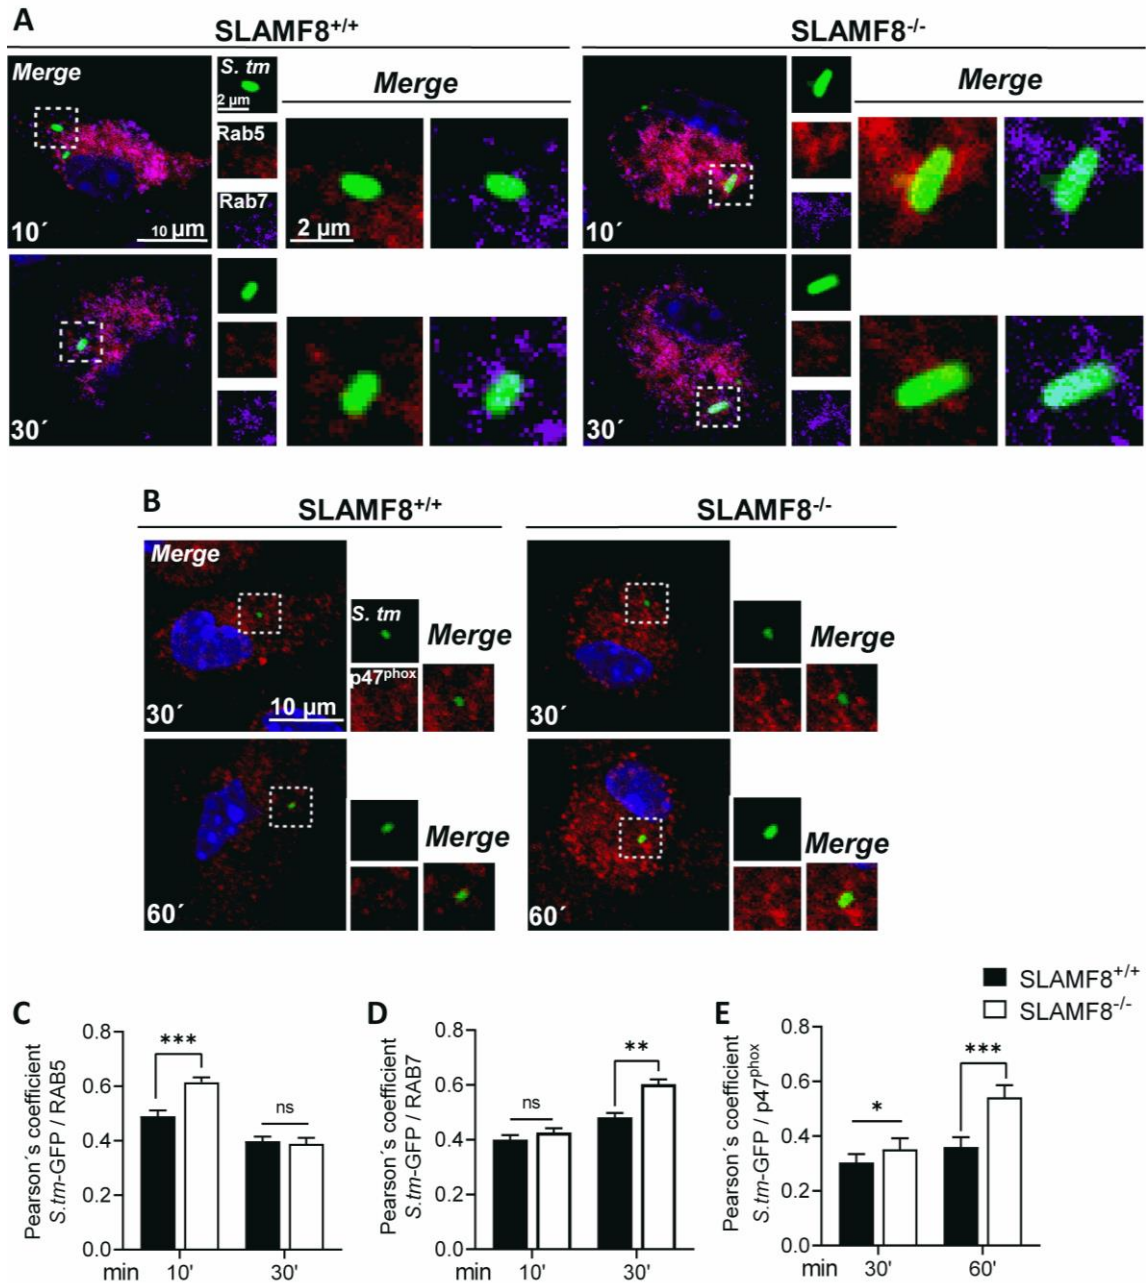 A
SLAMF8+/+
SLAMF8-/-
Merge
S. tm
2 µm
Merge
Merge
Rab5
Rab7
10´
10 µm
2 µm
10´
30´
30´
B
SLAMF8+/+
SLAMF8-/-
Merge
S. tm
Merge
Merge
p47phox
30´
10 µm
30´
Merge
Merge
60´
60´
SLAMF8+/+
SLAMF8-/-
C
Pearson´s coefficient
S.tm-GFP / RAB5
0.8
0.6
0.4
0.2
0.0
***
ns
min 10' 30'
D
Pearson´s coefficient
S.tm-GFP / RAB7
0.8
0.6
0.4
0.2
0.0
ns
**
min 10' 30'
E
Pearson´s coefficient
S.tm-GFP / p47phox
0.8
0.6
0.4
0.2
0.0
*
***
min 30' 60'